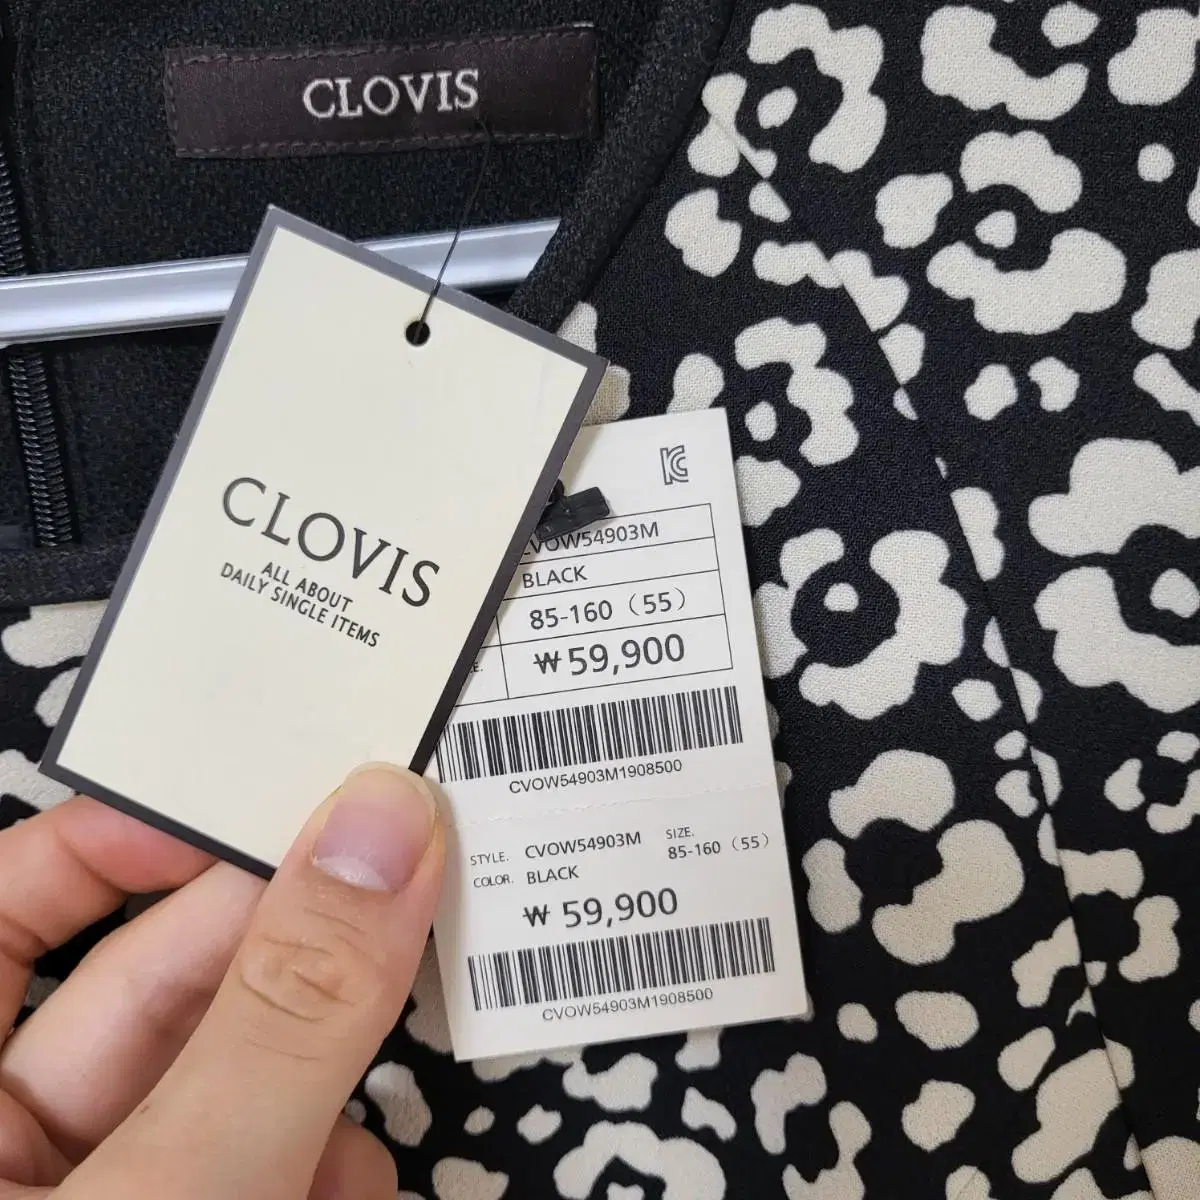 CLOVIS
CLOVIS
ALL ABOUT
DAILY SINGLE ITEMS
CVOW54903M
BLACK
85-160 (55)
₩59,900
CVOW54903M1908500
STYLE. CVOW54903M SIZE.
COLOR. BLACK 85-160 (55)
₩ 59,900
CVOW54903M1908500